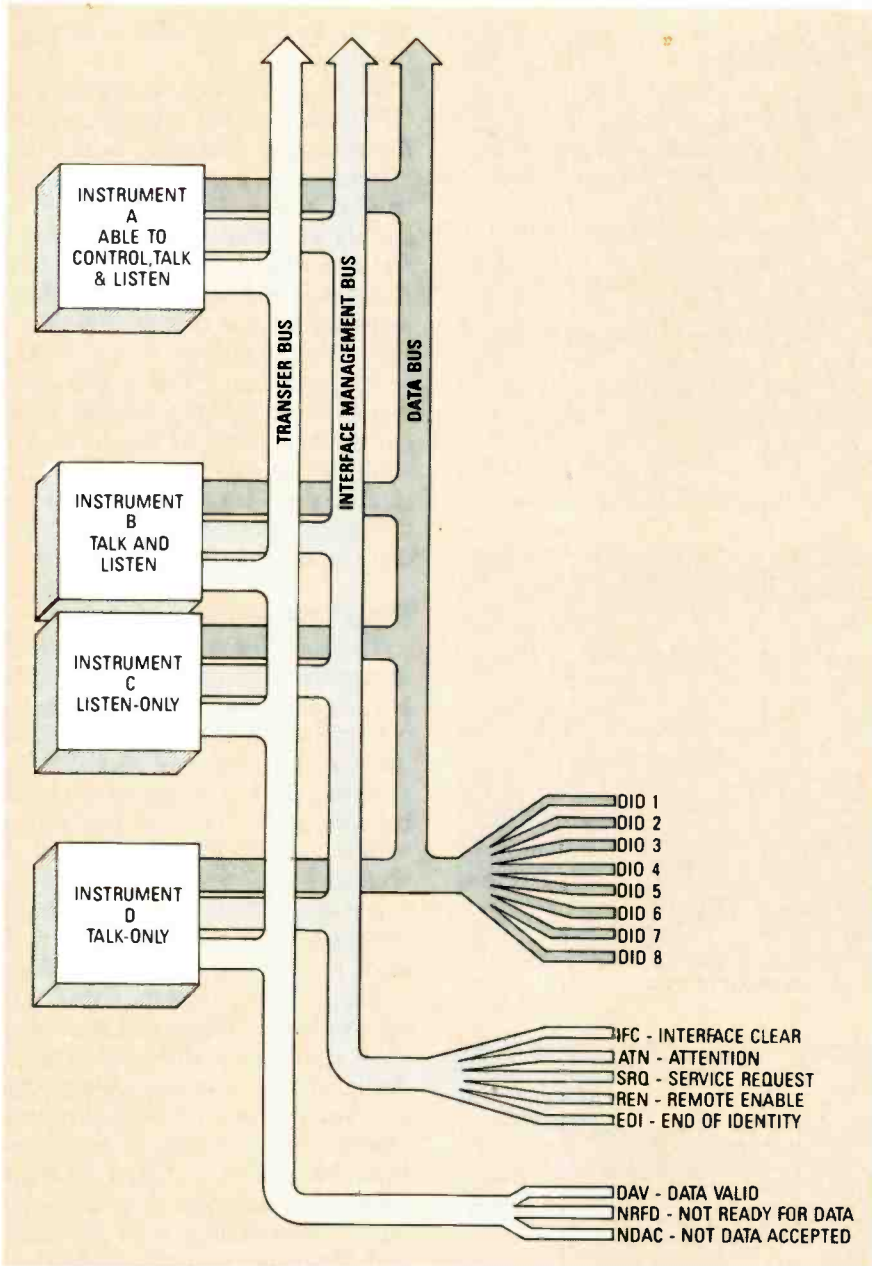 INSTRUMENT
A
ABLE TO
CONTROL,TALK
& LISTEN
TRANSFER BUS
INTERFACE MANAGEMENT BUS
DATA BUS
INSTRUMENT
B
TALK AND
LISTEN
INSTRUMENT
C
LISTEN-ONLY
INSTRUMENT
D
TALK-ONLY
DIO 1
DIO 2
DIO 3
DIO 4
DIO 5
DIO 6
DIO 7
DIO 8
IFC - INTERFACE CLEAR
ATN - ATTENTION
SRQ - SERVICE REQUEST
REN - REMOTE ENABLE
EOI - END OF IDENTITY
DAV - DATA VALID
NRFD - NOT READY FOR DATA
NDAC - NOT DATA ACCEPTED